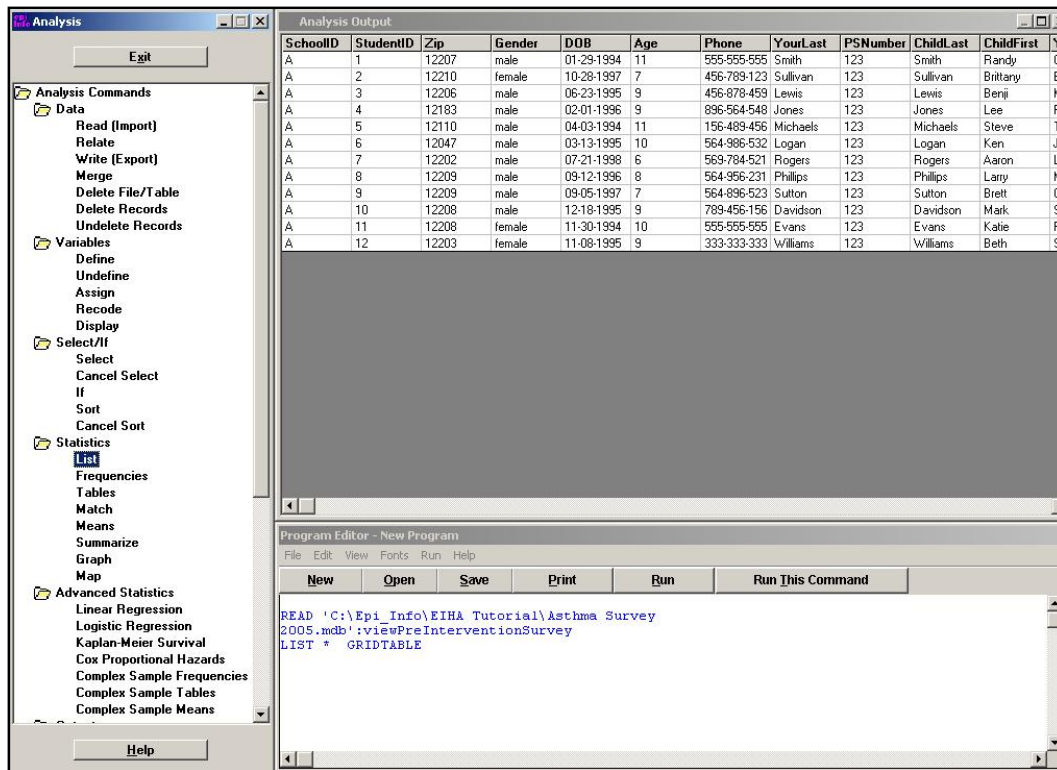 Epi Info Analysis
Exit
Analysis Commands
Data
Read (Import)
Relate
Write (Export)
Merge
Delete File/Table
Delete Records
Undelete Records
Variables
Define
Undefine
Assign
Recode
Display
Select/If
Select
Cancel Select
If
Sort
Cancel Sort
Statistics
List
Frequencies
Tables
Match
Means
Summarize
Graph
Map
Advanced Statistics
Linear Regression
Logistic Regression
Kaplan-Meier Survival
Cox Proportional Hazards
Complex Sample Frequencies
Complex Sample Tables
Complex Sample Means
Help
Analysis Output
SchoolID StudentID Zip Gender DOB Age Phone YourLast PSNumber ChildLast ChildFirst
A 1 12207 male 01-29-1994 11 555-555-555 Smith 123 Smith Randy
A 2 12210 female 10-28-1997 7 456-789-123 Sullivan 123 Sullivan Brittany
A 3 12206 male 06-23-1995 9 456-878-459 Lewis 123 Lewis Benji
A 4 12183 male 02-01-1996 9 896-564-548 Jones 123 Jones Lee
A 5 12110 male 04-03-1994 11 156-489-456 Michaels 123 Michaels Steve
A 6 12047 male 03-13-1995 10 564-986-532 Logan 123 Logan Ken
A 7 12202 male 07-21-1998 6 569-784-521 Rogers 123 Rogers Aaron
A 8 12209 male 09-12-1996 8 564-956-231 Phillips 123 Phillips Larry
A 9 12209 male 09-05-1997 7 564-896-523 Sutton 123 Sutton Brett
A 10 12208 male 12-18-1995 9 789-456-156 Davidson 123 Davidson Mark
A 11 12208 female 11-30-1994 10 555-555-555 Evans 123 Evans Katie
A 12 12203 female 11-08-1995 9 333-333-333 Williams 123 Williams Beth
Program Editor - New Program
File Edit View Fonts Run Help
New Open Save Print Run Run This Command
READ 'C:\Epi_Info\EIHA Tutorial\Asthma Survey
2005.mdb':viewPreInterventionSurvey
LIST * GRIDTABLE